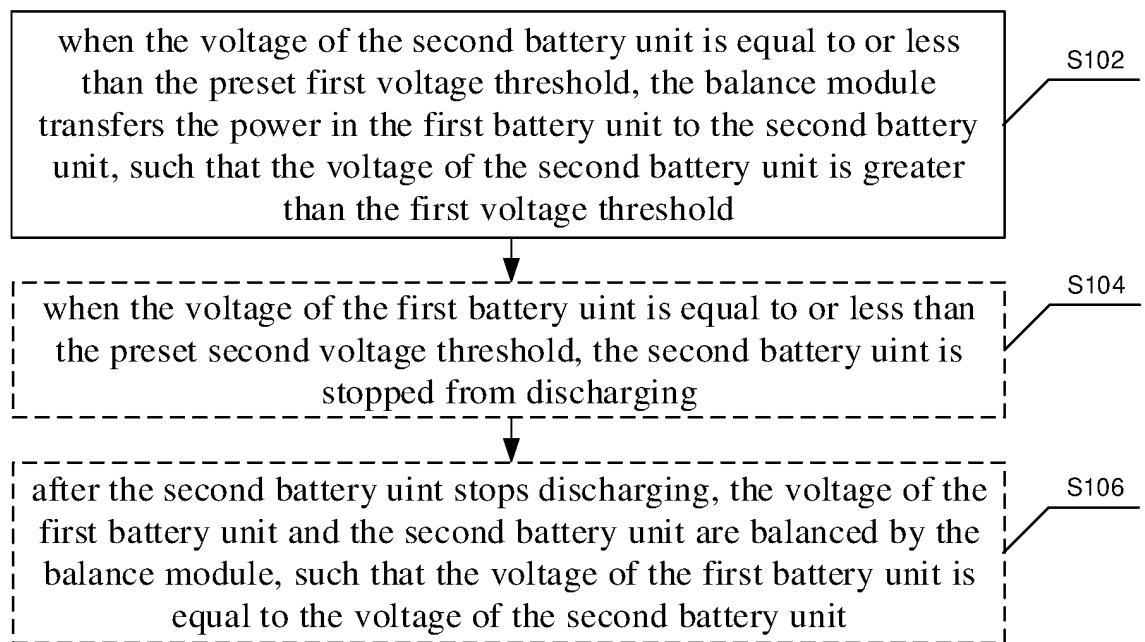 when the voltage of the second battery unit is equal to or less
than the preset first voltage threshold, the balance module
transfers the power in the first battery unit to the second battery
unit, such that the voltage of the second battery unit is greater
than the first voltage threshold
S102
when the voltage of the first battery uint is equal to or less than
the preset second voltage threshold, the second battery uint is
stopped from discharging
S104
after the second battery uint stops discharging, the voltage of the
first battery unit and the second battery unit are balanced by the
balance module, such that the voltage of the first battery unit is
equal to the voltage of the second battery unit
S106